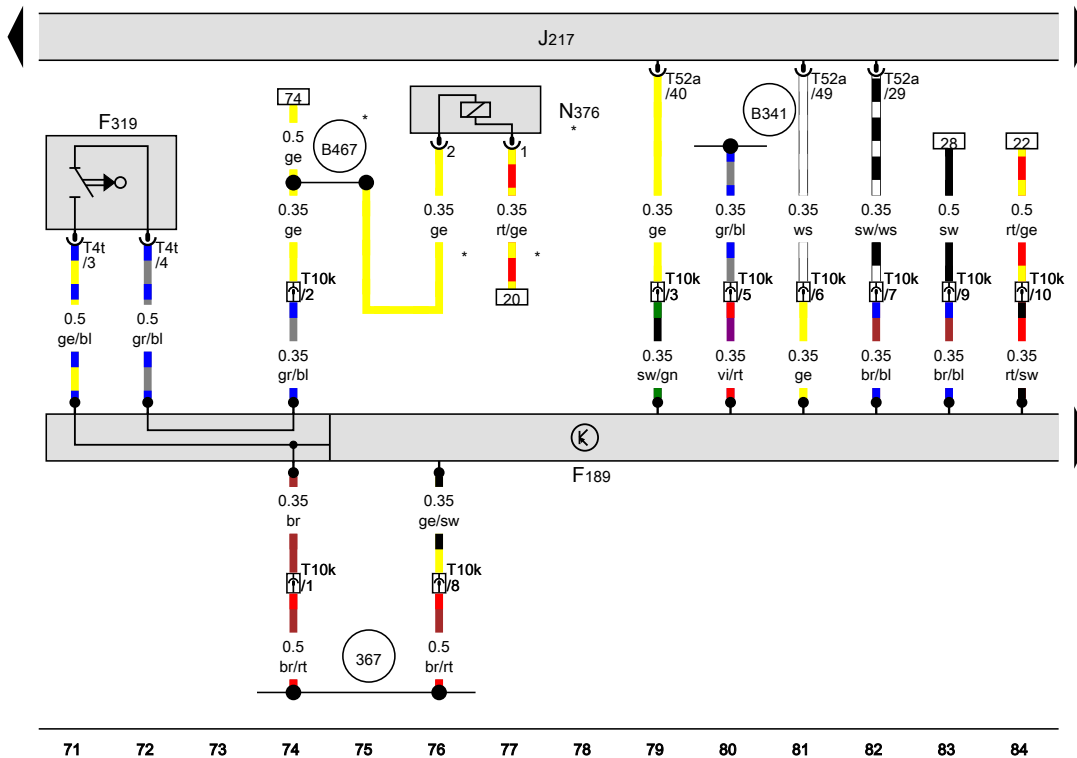 J217
T52a
/40
T52a
/49
T52a
/29
74
*
N376
*
B341
F319
0.5
ge
B467
2
1
28
22
0.35
ge
0.35
ge
0.35
rt/ge
0.35
ge
0.35
gr/bl
0.35
ws
0.35
sw/ws
0.5
sw
0.5
rt/ge
T4t
/3
T4t
/4
*
*
T10k
/2
20
T10k
/3
T10k
/5
T10k
/6
T10k
/7
T10k
/9
T10k
/10
0.5
ge/bl
0.5
gr/bl
0.35
gr/bl
0.35
sw/gn
0.35
vi/rt
0.35
ge
0.35
br/bl
0.35
br/bl
0.35
rt/sw
F189
0.35
br
0.35
ge/sw
T10k
/1
T10k
/8
0.5
br/rt
367
0.5
br/rt
71 72 73 74 75 76 77 78 79 80 81 82 83 84